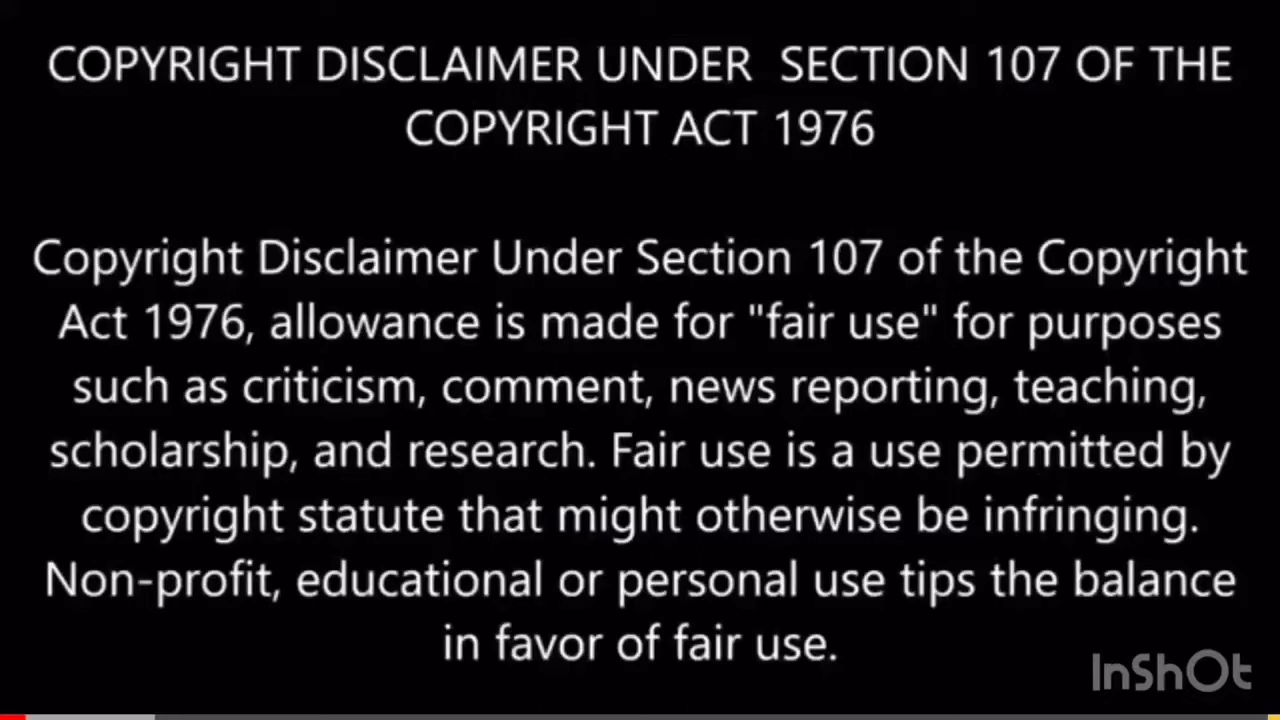 COPYRIGHT DISCLAIMER UNDER  SECTION 107 OF THE
COPYRIGHT ACT 1976
Copyright Disclaimer Under Section 107 of the Copyright
Act 1976, allowance is made for "fair use" for purposes
such as criticism, comment, news reporting, teaching,
scholarship, and research. Fair use is a use permitted by
copyright statute that might otherwise be infringing.
Non-profit, educational or personal use tips the balance
in favor of fair use.
InShOt